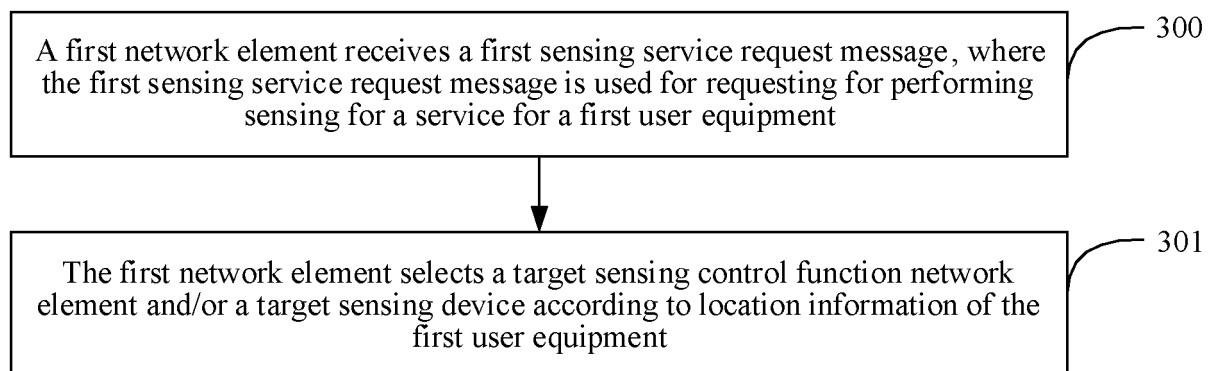 A first network element receives a first sensing service request message, where
the first sensing service request message is used for requesting for performing
sensing for a service for a first user equipment
300
The first network element selects a target sensing control function network
element and/or a target sensing device according to location information of the
first user equipment
301